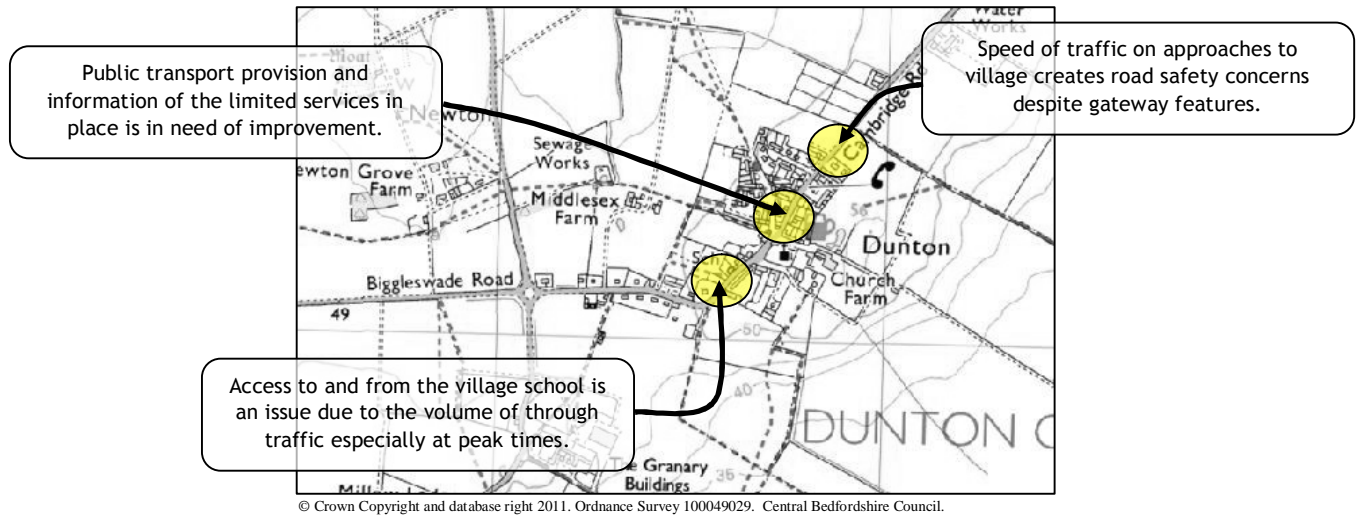 Public transport provision and
information of the limited services in
place is in need of improvement.
Speed of traffic on approaches to
village creates road safety concerns
despite gateway features.
Access to and from the village school is
an issue due to the volume of through
traffic especially at peak times.
Water
Works
Moat
Newton
Sewage
Works
ewton Grove
Farm
Middlesex
Farm
Cambridge Rd
56
Dunton
Sch
Church
Farm
Biggleswade Road
49
50
40
DUNTON C
35
The Granary
Buildings
© Crown Copyright and database right 2011. Ordnance Survey 100049029. Central Bedfordshire Council.